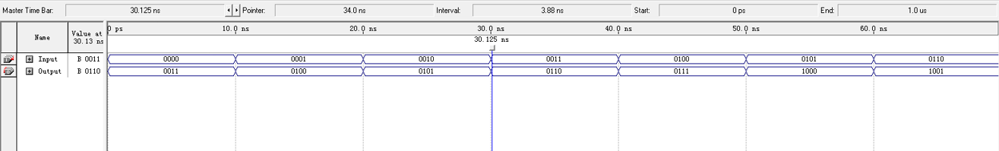 Master Time Bar: 30.125 ns Pointer: 34.0 ns Interval: 3.88 ns Start: 0 ps End: 1.0 us
Name Value at 30.13 ns 0 ps 10.0 ns 20.0 ns 30.0 ns 40.0 ns 50.0 ns 60.0 ns
30.125 ns
Input B 0011 0000 0001 0010 0011 0100 0101 0110
Output B 0110 0011 0100 0101 0110 0111 1000 1001